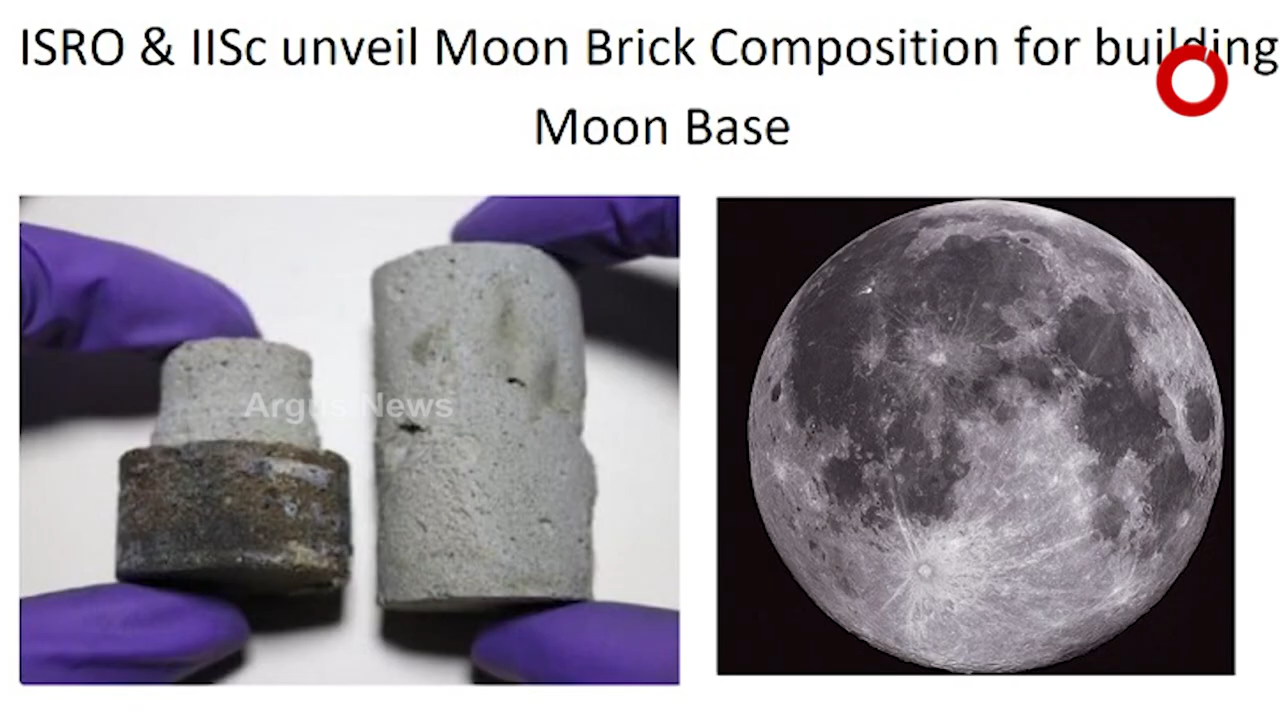 ISRO & IISc unveil Moon Brick Composition for building
Moon Base
Argus News